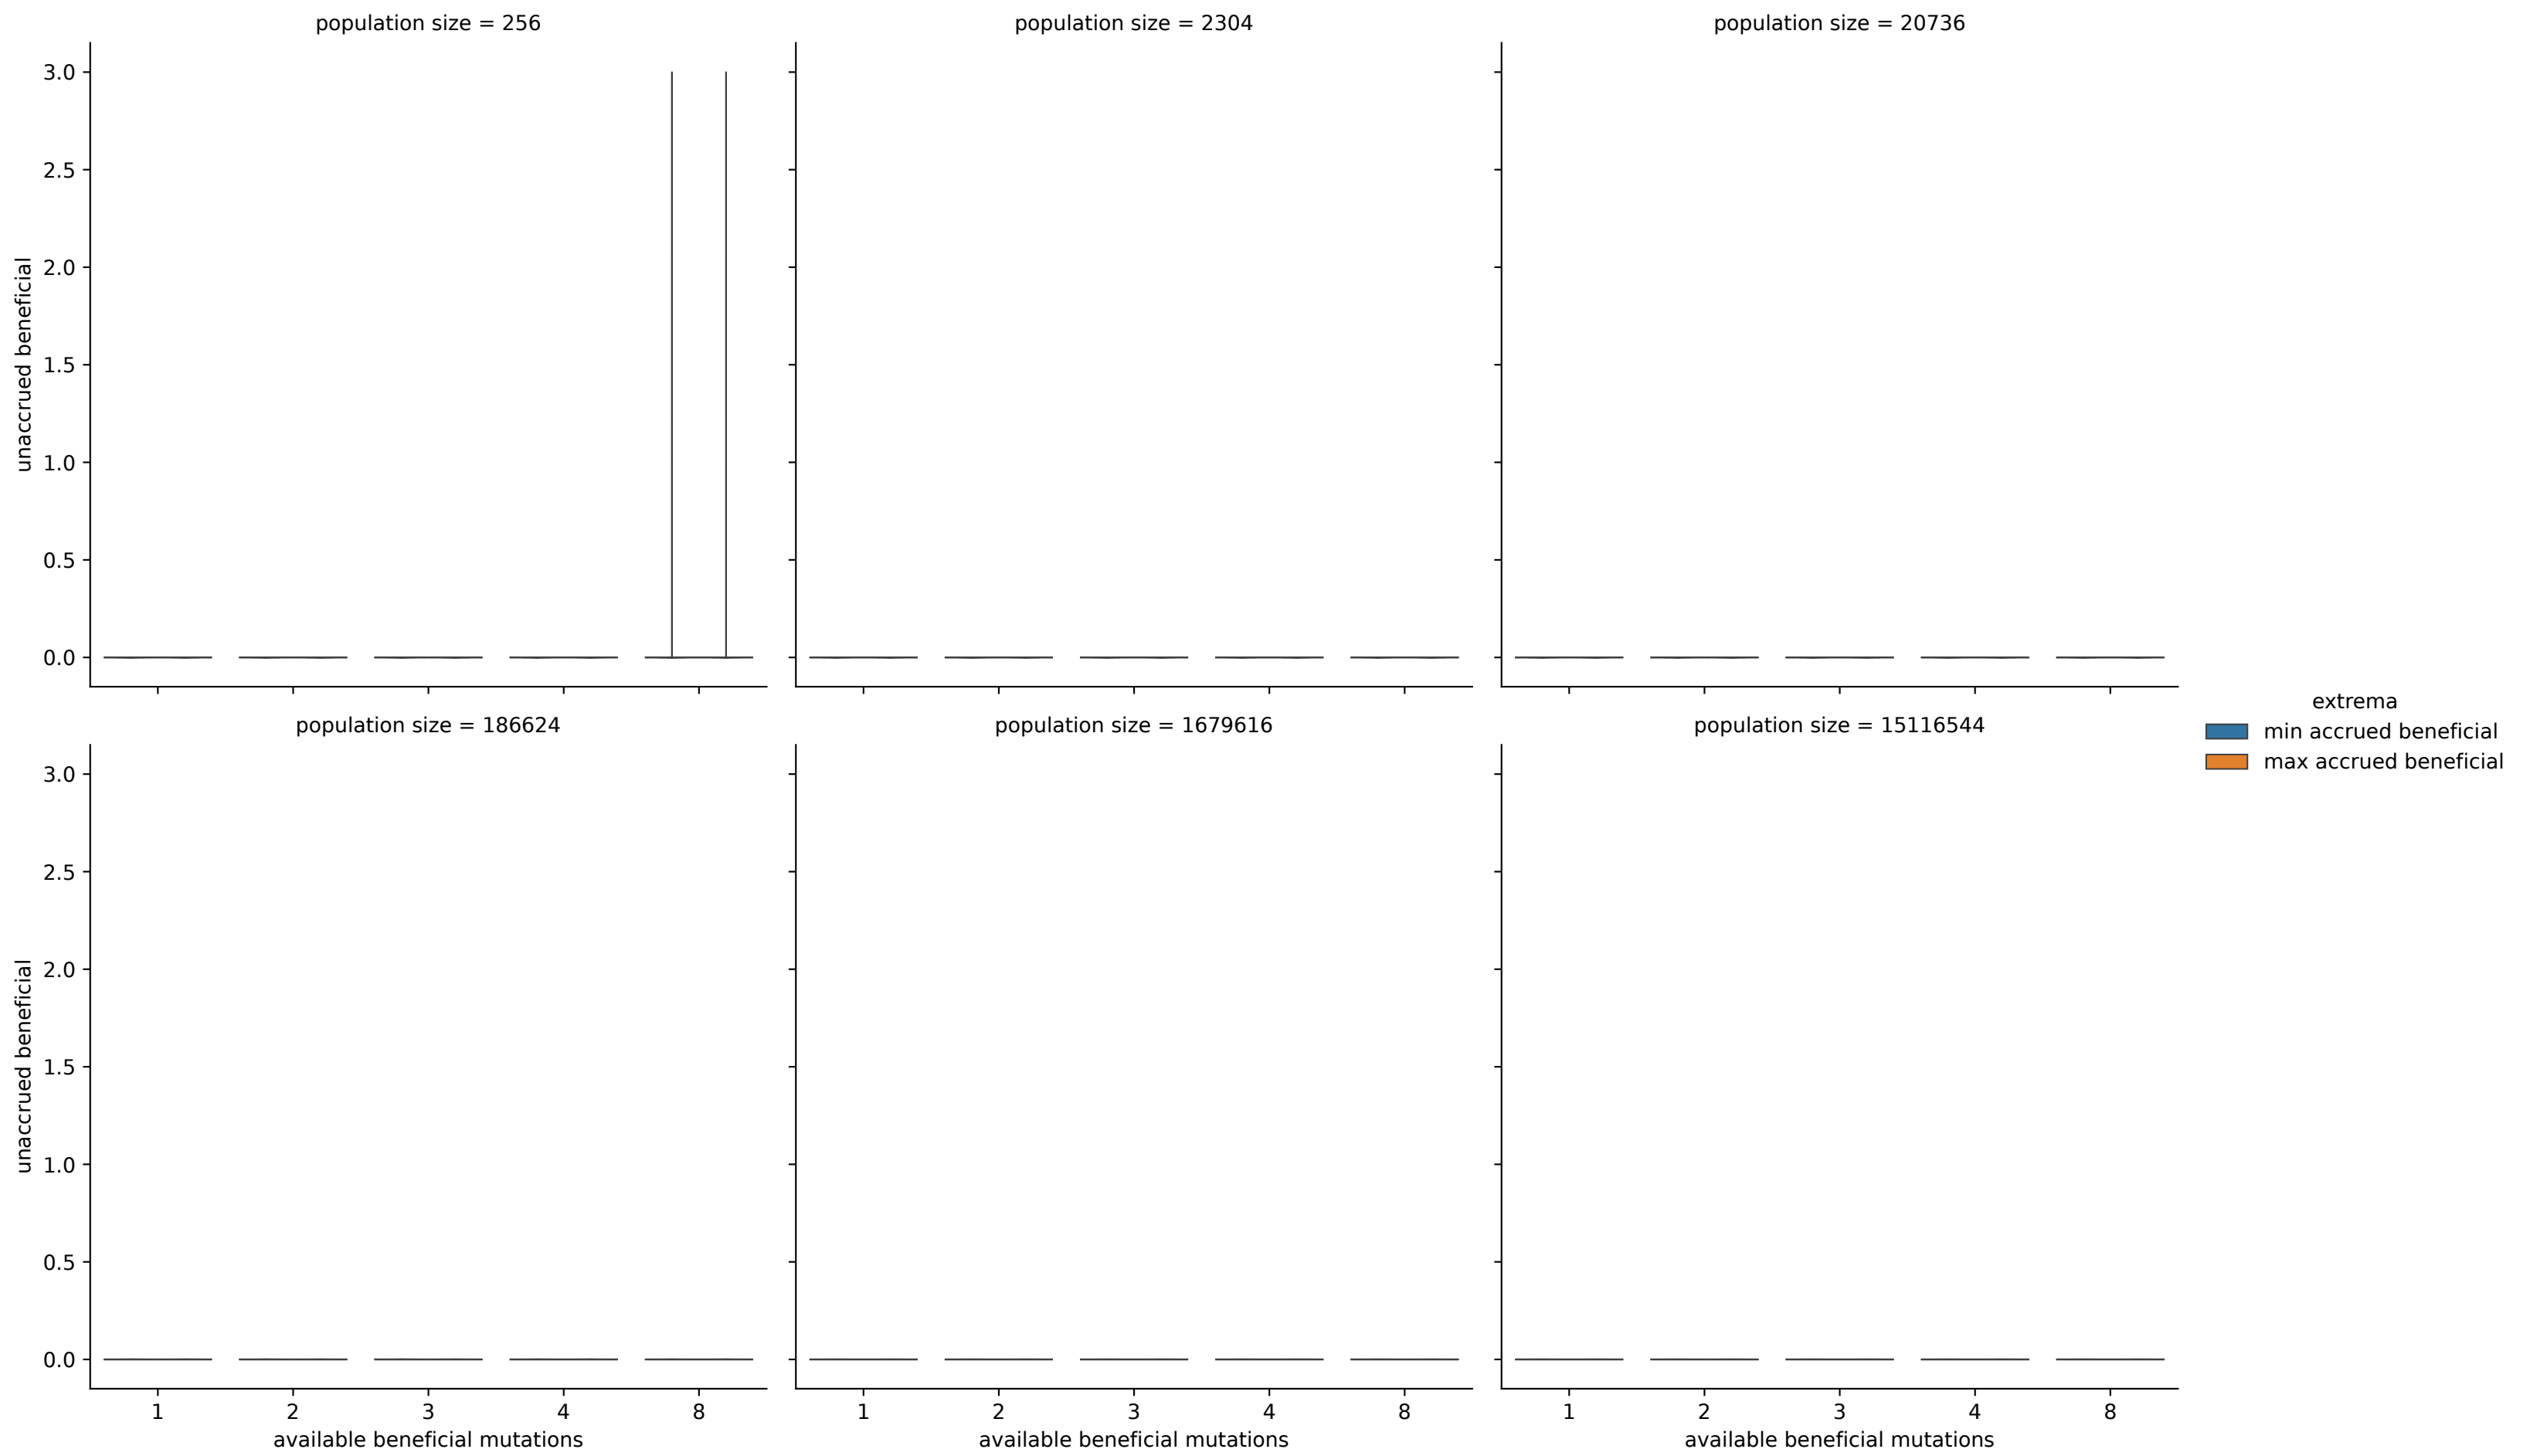 population size = 256
population size = 2304
population size = 20736
unaccrued beneficial
3.0
2.5
2.0
1.5
1.0
0.5
0.0
population size = 186624
population size = 1679616
population size = 15116544
unaccrued beneficial
3.0
2.5
2.0
1.5
1.0
0.5
0.0
1 2 3 4 8
1 2 3 4 8
1 2 3 4 8
available beneficial mutations
available beneficial mutations
available beneficial mutations
extrema
min accrued beneficial
max accrued beneficial